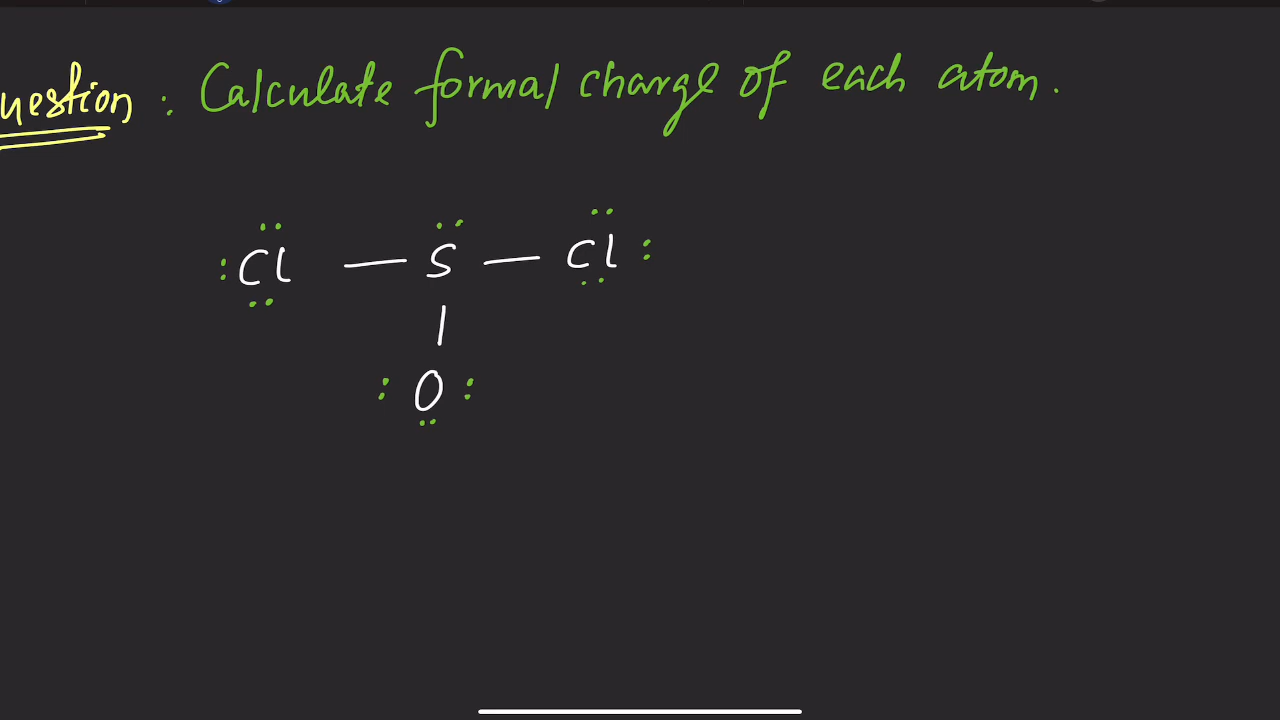 uestion : Calculate formal charge of each atom.
:Cl — S — Cl:
|
: O :